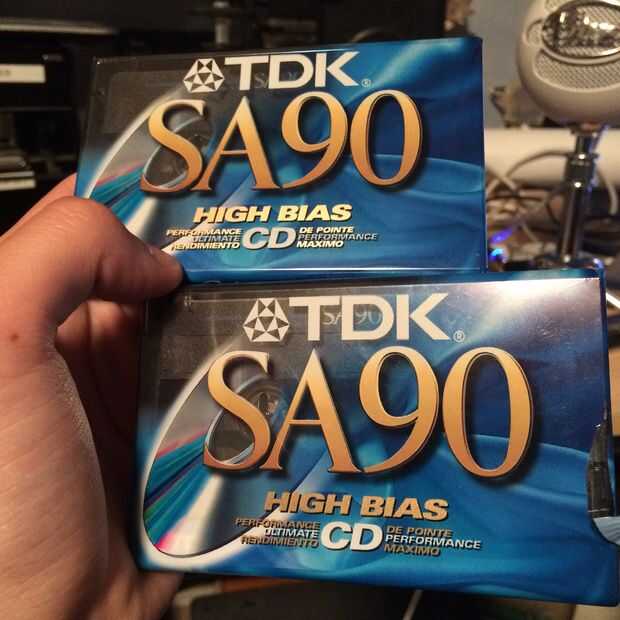 TDK®
SA90
HIGH BIAS
PERFORMANCE DE POINTE
ULTIMATE CD PERFORMANCE
RENDIMIENTO MAXIMO
TDK®
SA90
HIGH BIAS
PERFORMANCE DE POINTE
ULTIMATE CD PERFORMANCE
RENDIMIENTO MAXIMO